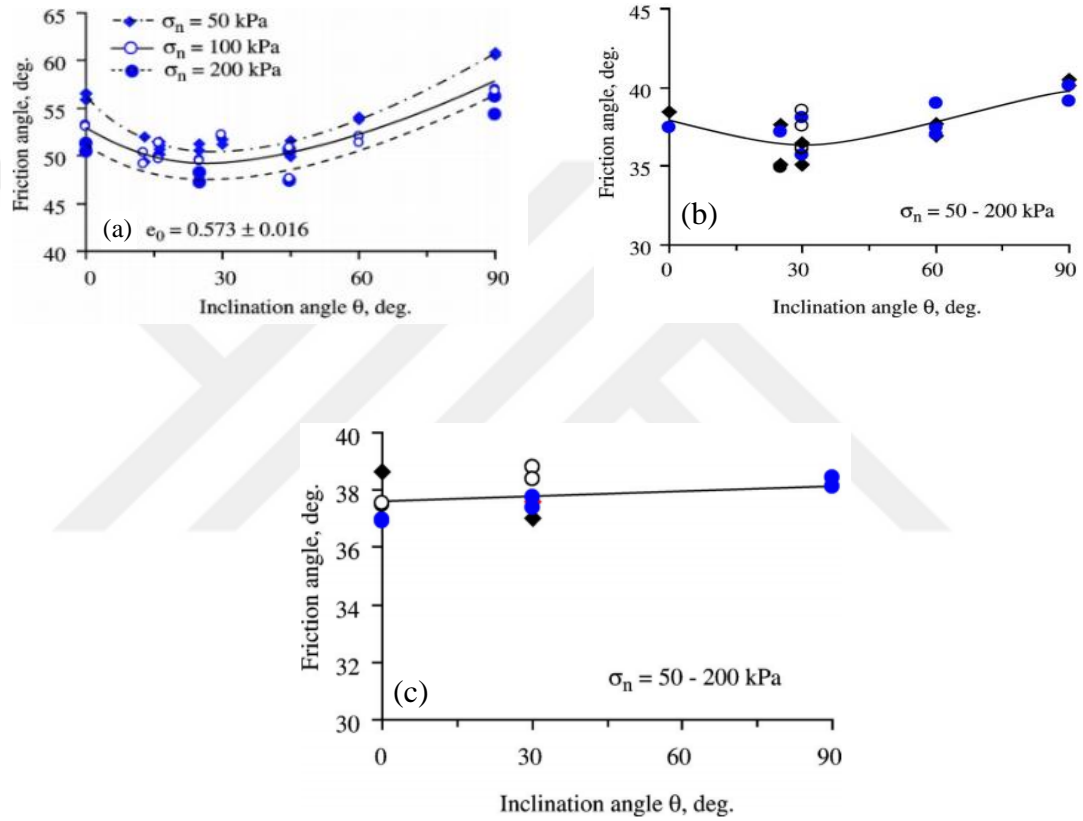 σn = 50 kPa
σn = 100 kPa
σn = 200 kPa
65
60
55
50
45
40
Friction angle, deg.
(a) e0 = 0.573 ± 0.016
0 30 60 90
Inclination angle θ, deg.
45
40
35
30
Friction angle, deg.
(b)
σn = 50 - 200 kPa
0 30 60 90
Inclination angle θ, deg.
40
38
36
34
32
30
Friction angle, deg.
(c)
σn = 50 - 200 kPa
0 30 60 90
Inclination angle θ, deg.